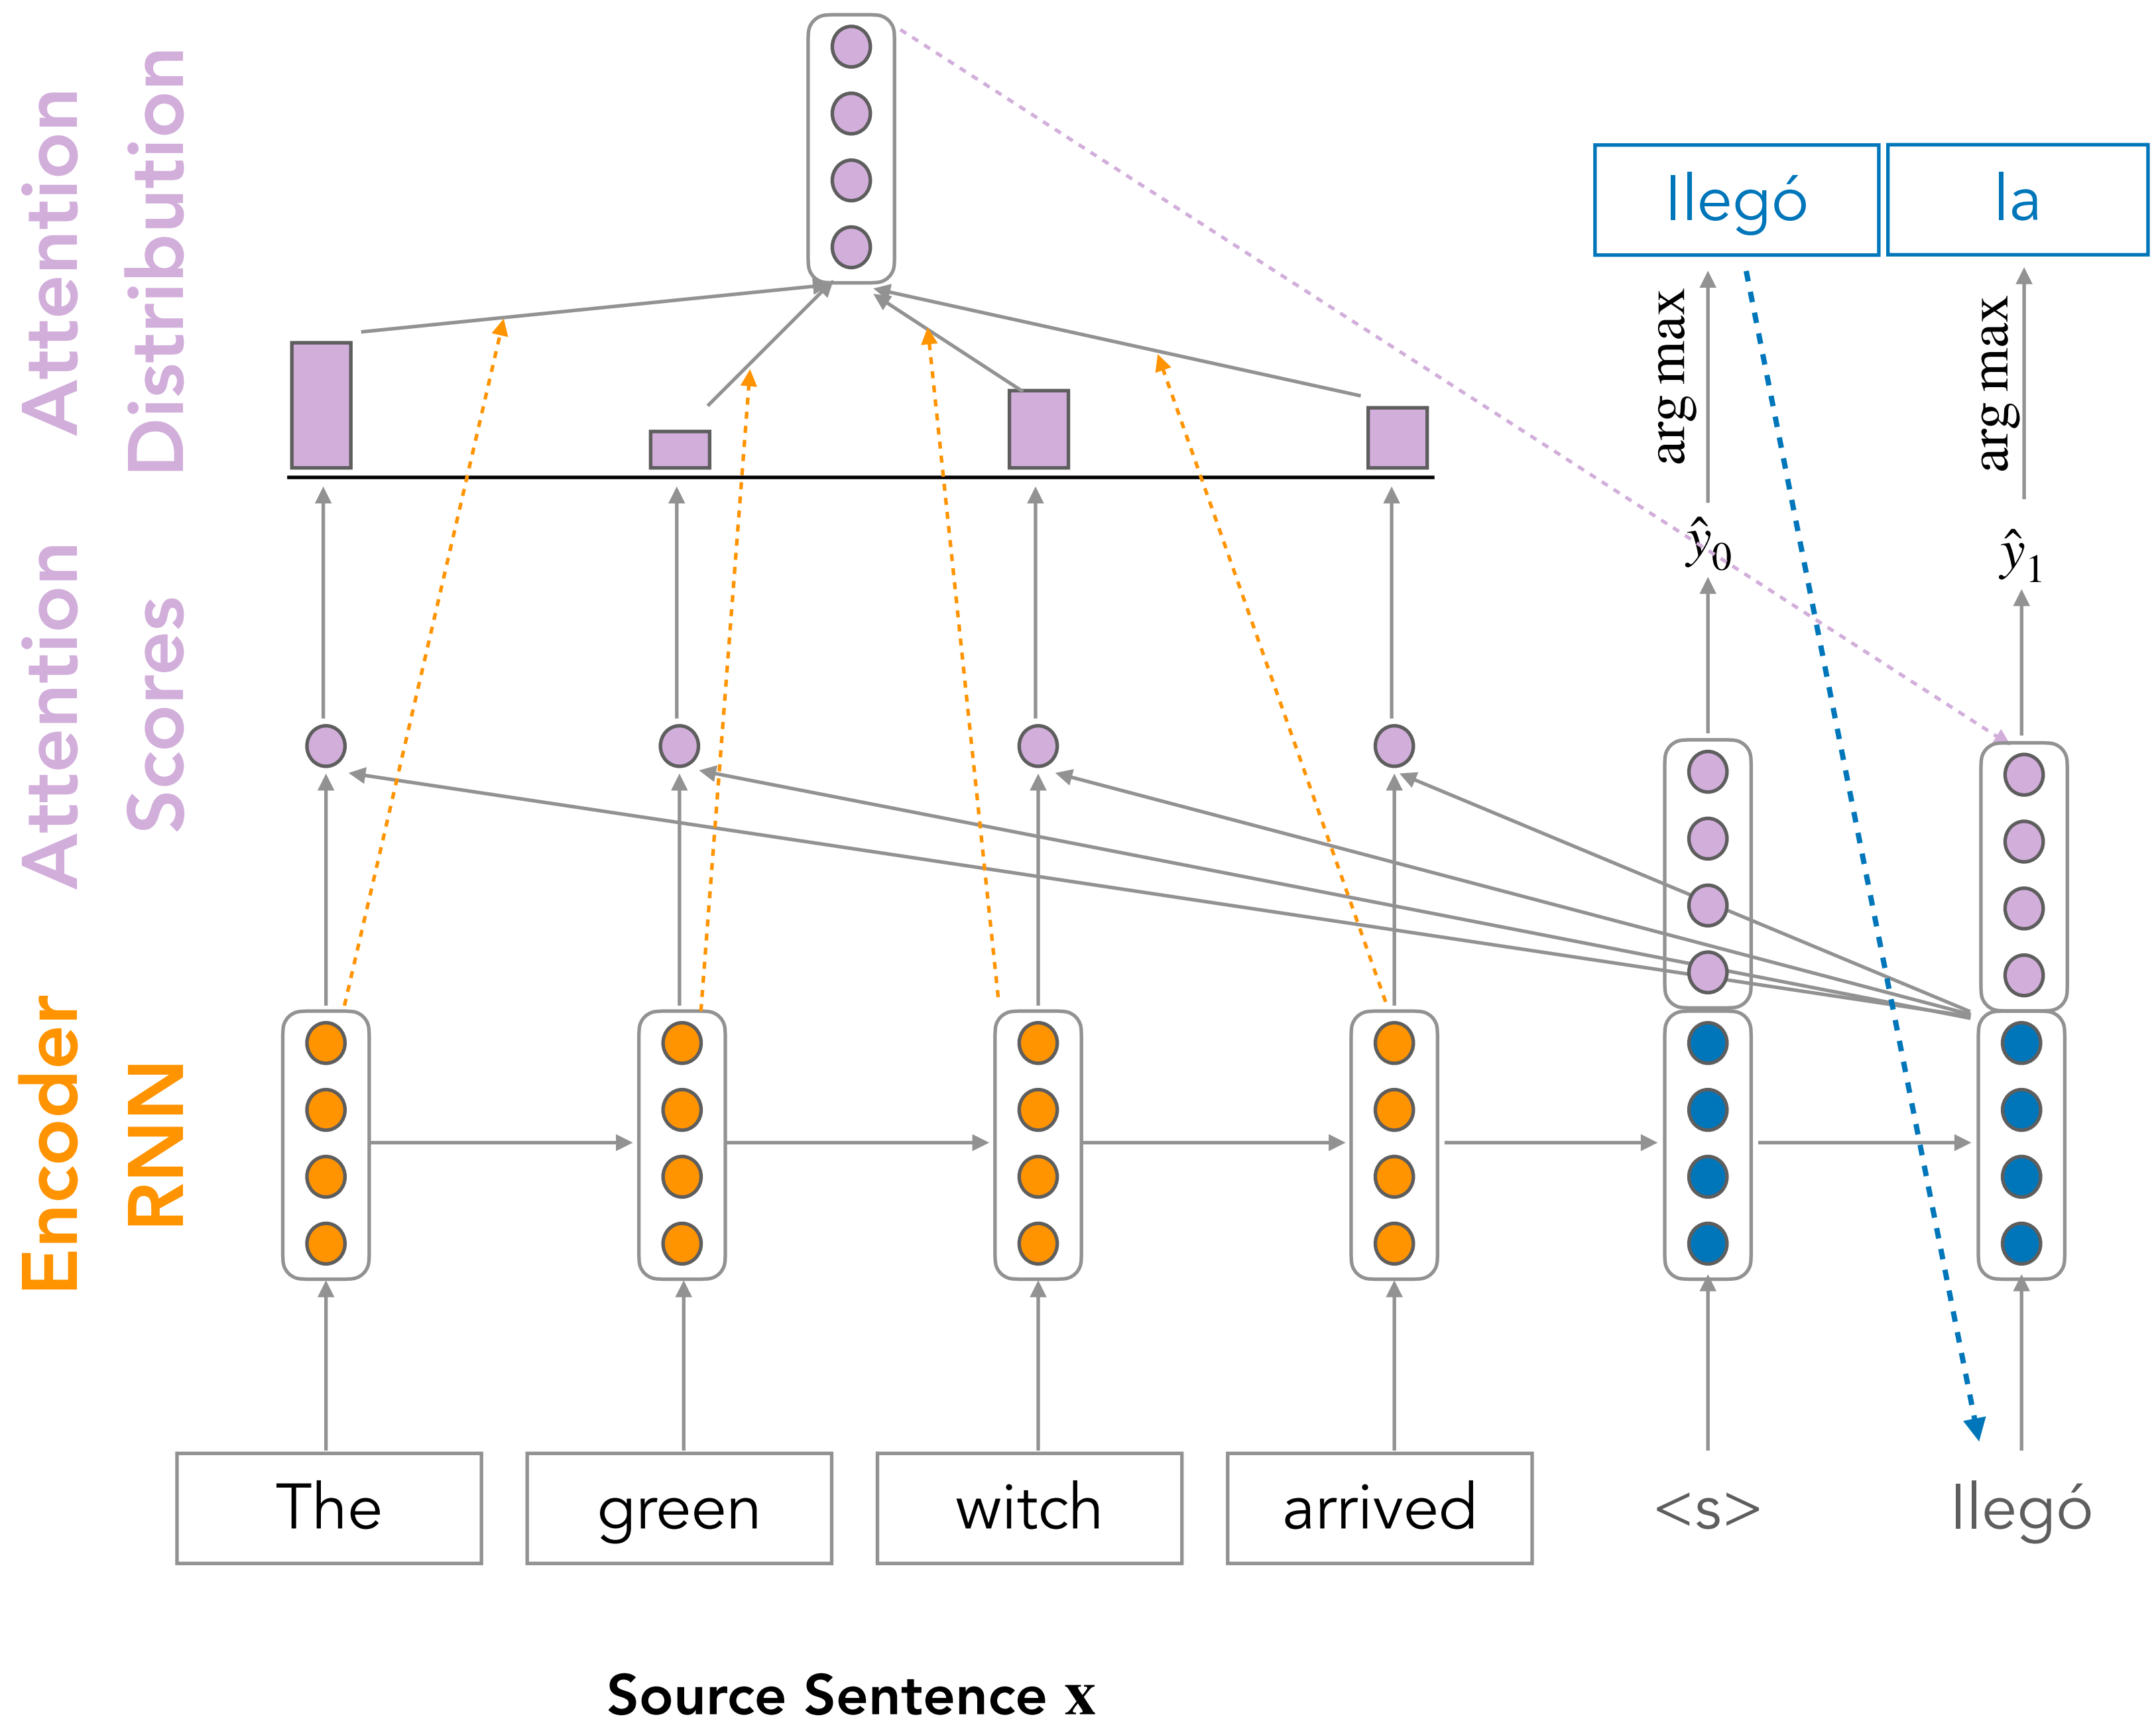 Attention
Distribution
Attention
Scores
Encoder
RNN
llegó
la
arg max
arg max
ŷ₀
ŷ₁
The
green
witch
arrived
<s>
llegó
Source Sentence x